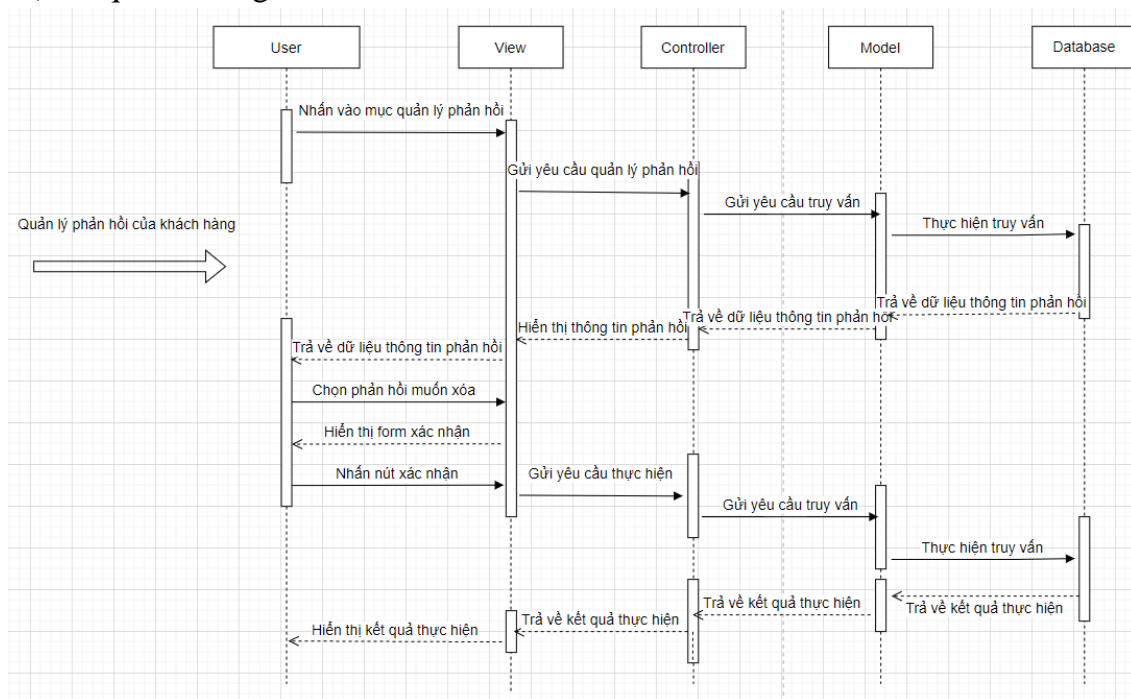 User
View
Controller
Model
Database
Nhấn vào mục quản lý phản hồi
Gửi yêu cầu quản lý phản hồi
Gửi yêu cầu truy vấn
Thực hiện truy vấn
Quản lý phản hồi của khách hàng
Trả về dữ liệu thông tin phản hồi
Trả về dữ liệu thông tin phản hồi
Hiển thị thông tin phản hồi
Trả về dữ liệu thông tin phản hồi
Chọn phản hồi muốn xóa
Hiển thị form xác nhận
Nhấn nút xác nhận
Gửi yêu cầu thực hiện
Gửi yêu cầu truy vấn
Thực hiện truy vấn
Trả về kết quả thực hiện
Trả về kết quả thực hiện
Trả về kết quả thực hiện
Hiển thị kết quả thực hiện